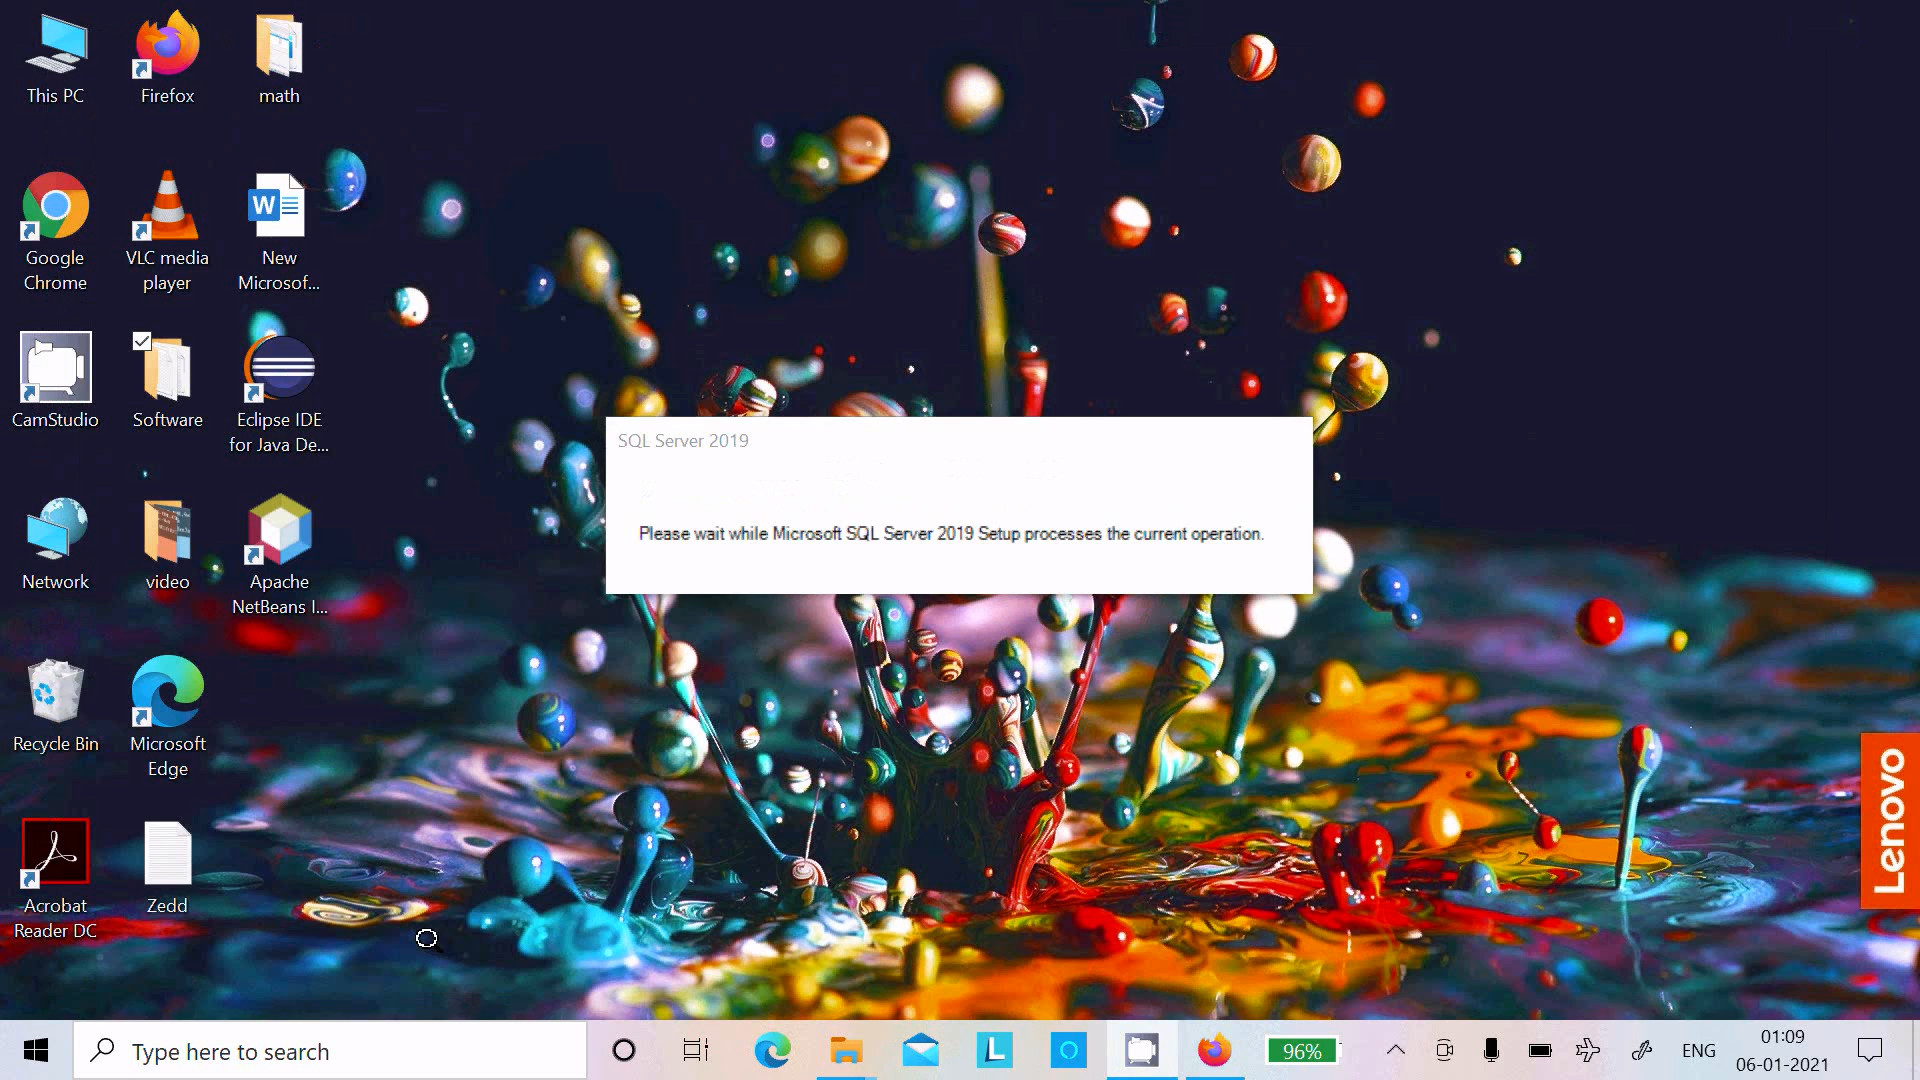 This PC
Firefox
math
Google
Chrome
VLC media
player
W
New
Microsof...
CamStudio
Software
Eclipse IDE
for Java De...
Network
video
Apache
NetBeans I...
Recycle Bin
Microsoft
Edge
Acrobat
Reader DC
Zedd
SQL Server 2019
Please wait while Microsoft SQL Server 2019 Setup processes the current operation.
Lenovo
Type here to search
L
96%
ENG
01:09
06-01-2021